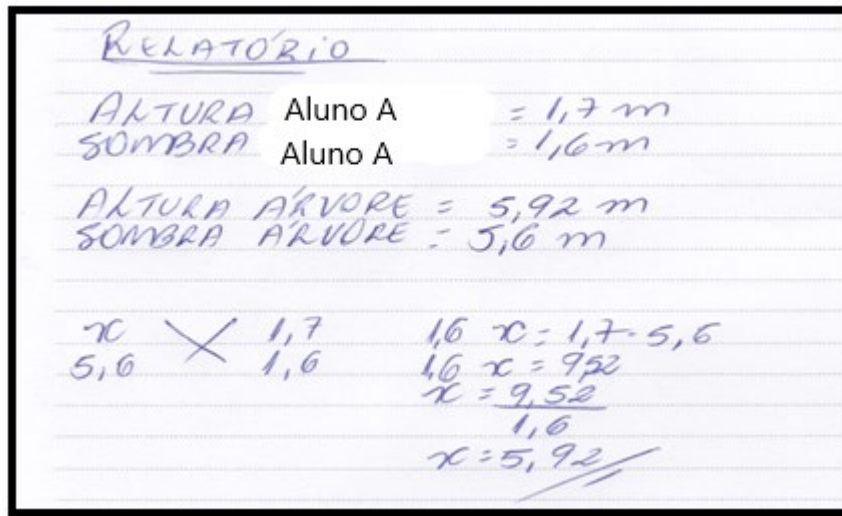 RELATÓRIO
ALTURA Aluno A = 1,7 m
SOMBRA Aluno A = 1,6 m
ALTURA ÁRVORE = 5,92 m
SOMBRA ÁRVORE = 5,6 m
x 1,7 1,6 x = 1,7 . 5,6
5,6 1,6 1,6 x = 9,52
x = 9,52
1,6
x = 5,92